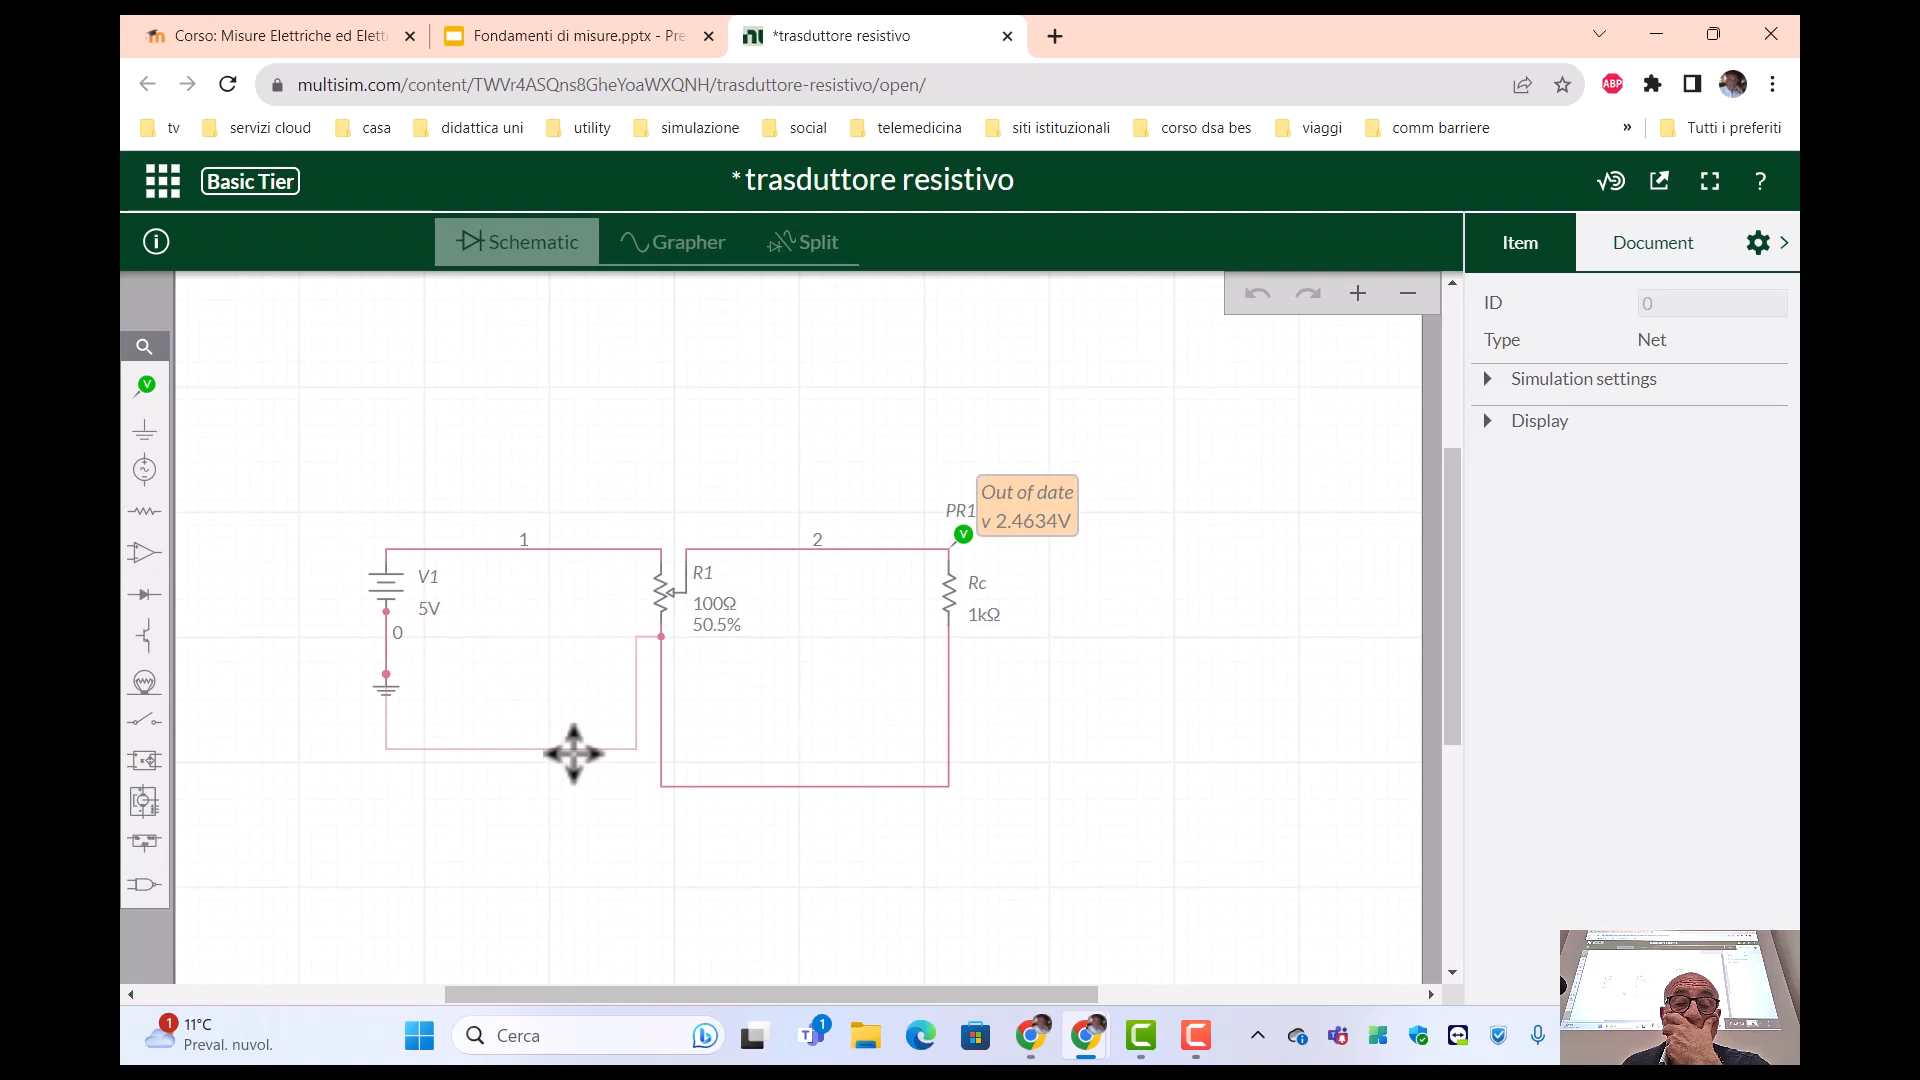 Corso: Misure Elettriche ed Elett
Fondamenti di misure.pptx - Pre
*trasduttore resistivo
multisim.com/content/TWVr4ASQns8GheYoaWXQNH/trasduttore-resistivo/open/
ABP
tv
servizi cloud
casa
didattica uni
utility
simulazione
social
telemedicina
siti istituzionali
corso dsa bes
viaggi
comm barriere
»
Tutti i preferiti
Basic Tier
*trasduttore resistivo
?
Schematic
Grapher
Split
Item
Document
ID
0
Type
Net
Simulation settings
Display
V
PR1
Out of date
v 2.4634V
V
1
2
V1
5V
0
R1
100Ω
50.5%
Rc
1kΩ
1
11°C
Preval. nuvol.
Cerca
1